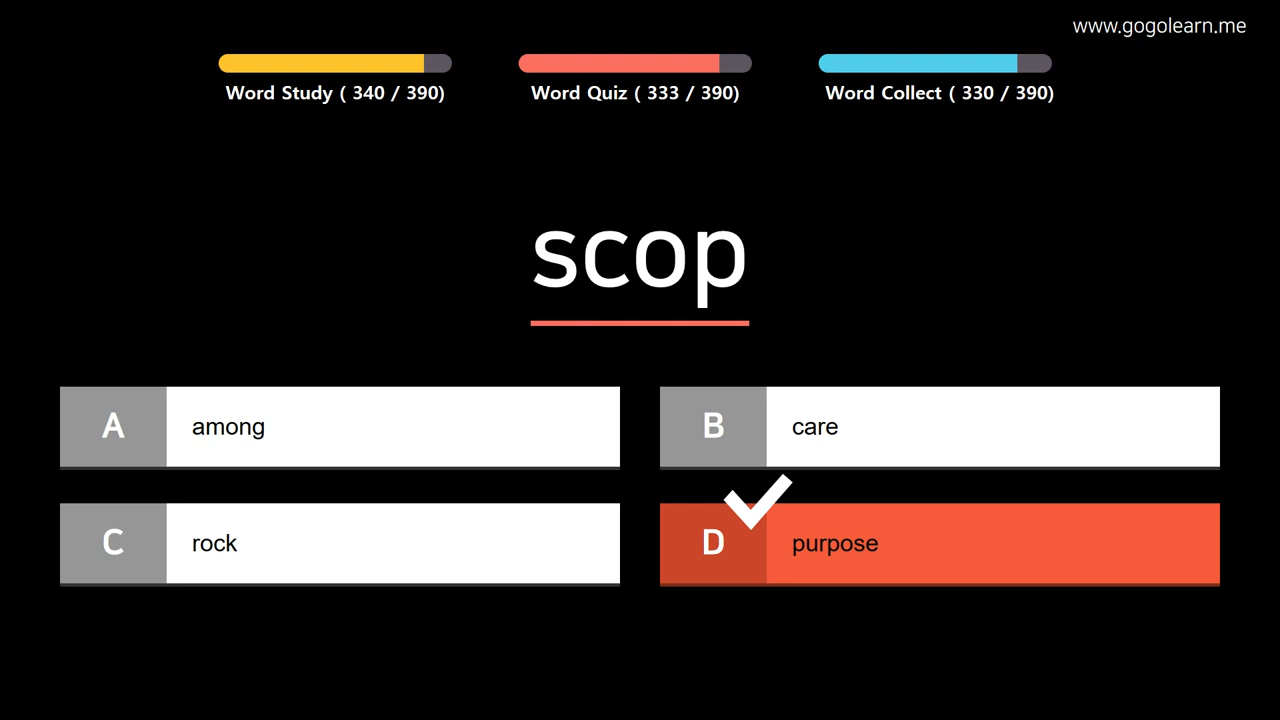 www.gogolearn.me
Word Study ( 340 / 390)
Word Quiz ( 333 / 390)
Word Collect ( 330 / 390)
scop
A among
B care
C rock
D purpose